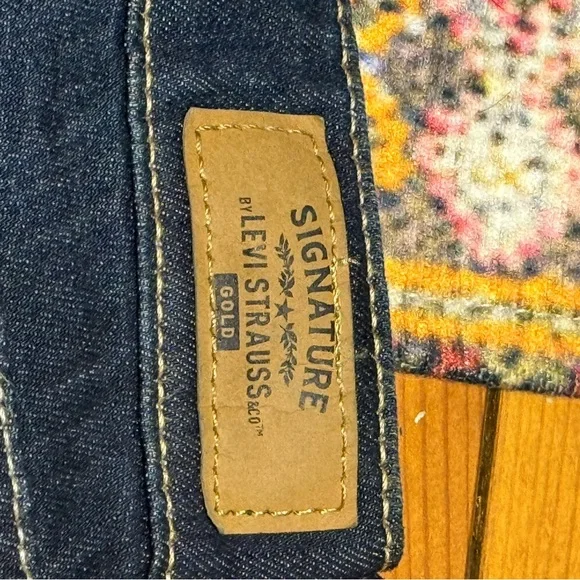 SIGNATURE
BY LEVI STRAUSS &CO™
GOLD